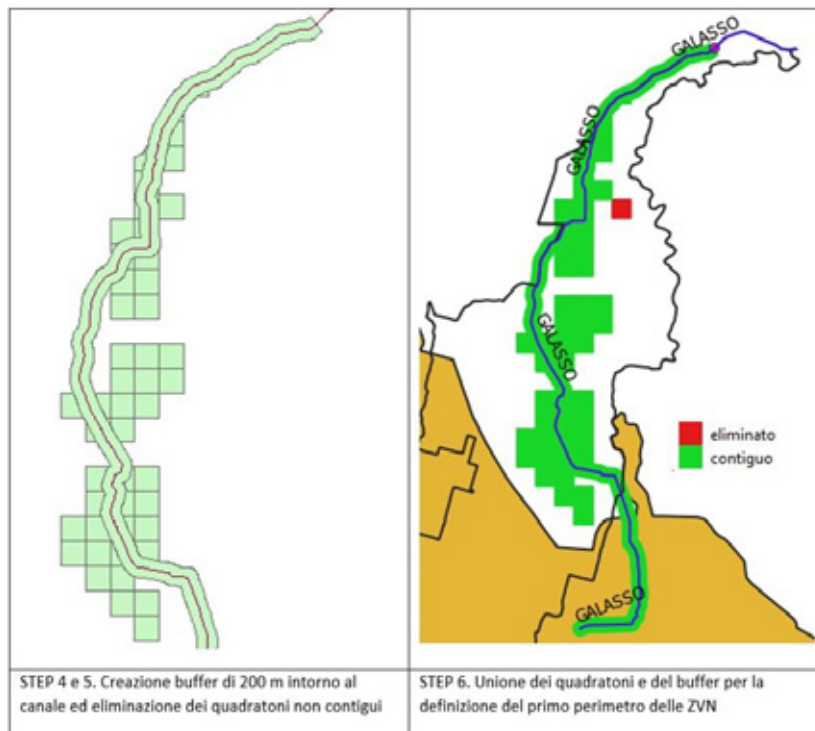 GALASSO
GALASSO
GALASSO
eliminato
contiguo
GALASSO
STEP 4 e 5. Creazione buffer di 200 m intorno al
canale ed eliminazione dei quadratoni non contigui
STEP 6. Unione dei quadratoni e del buffer per la
definizione del primo perimetro delle ZVN